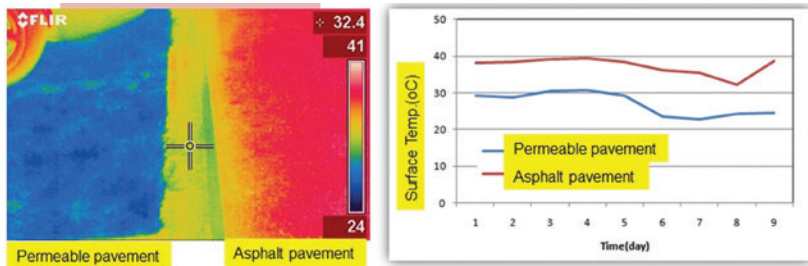 FLIR
32.4
41
24
Permeable pavement
Asphalt pavement
Surface Temp.(oC)
50
40
30
20
10
0
Permeable pavement
Asphalt pavement
1 2 3 4 5 6 7 8 9
Time(day)